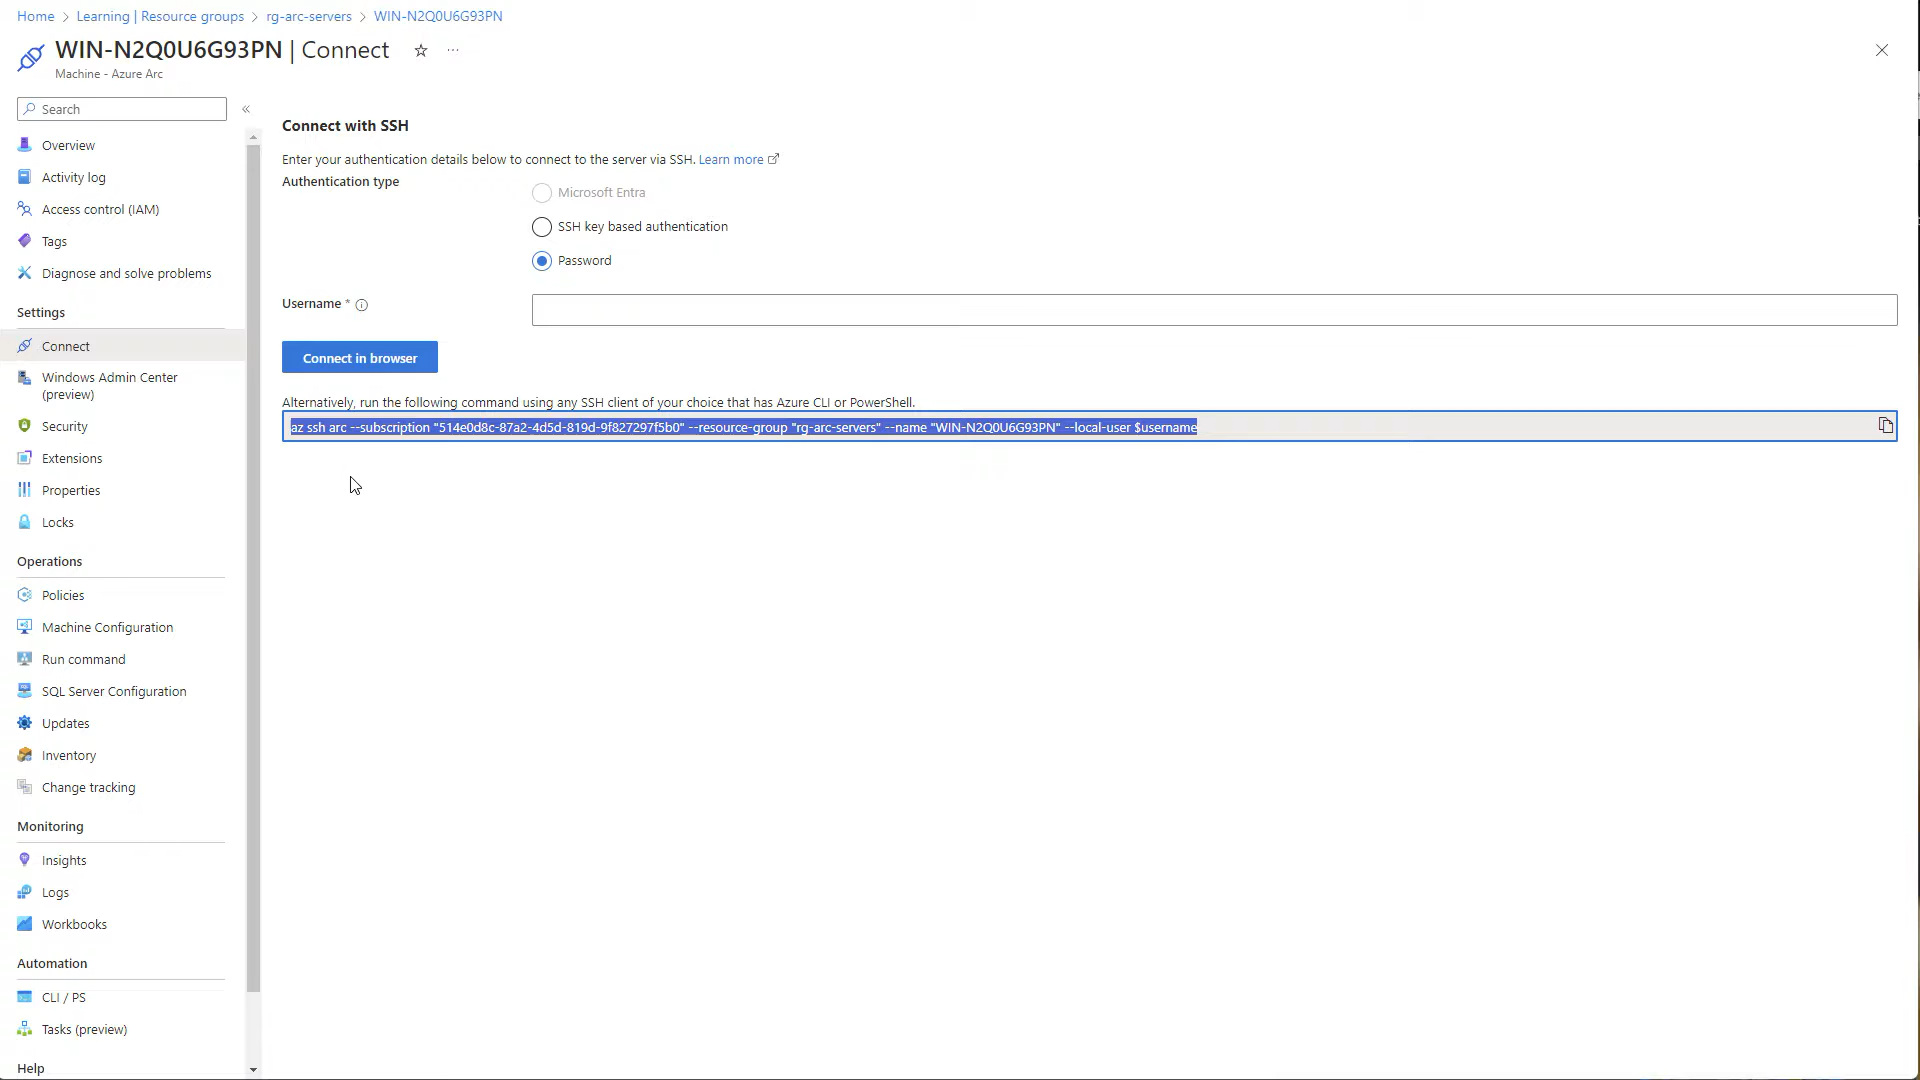 Home > Learning | Resource groups > rg-arc-servers > WIN-N2Q0U6G93PN
WIN-N2Q0U6G93PN | Connect
Machine - Azure Arc
Search
Overview
Activity log
Access control (IAM)
Tags
Diagnose and solve problems
Settings
Connect
Windows Admin Center
(preview)
Security
Extensions
Properties
Locks
Operations
Policies
Machine Configuration
Run command
SQL Server Configuration
Updates
Inventory
Change tracking
Monitoring
Insights
Logs
Workbooks
Automation
CLI / PS
Tasks (preview)
Help
Connect with SSH
Enter your authentication details below to connect to the server via SSH. Learn more
Authentication type
Microsoft Entra
SSH key based authentication
Password
Username *
Connect in browser
Alternatively, run the following command using any SSH client of your choice that has Azure CLI or PowerShell.
az ssh arc --subscription "514e0d8c-87a2-4d5d-819d-9f827297f5b0" --resource-group "rg-arc-servers" --name "WIN-N2Q0U6G93PN" --local-user $username